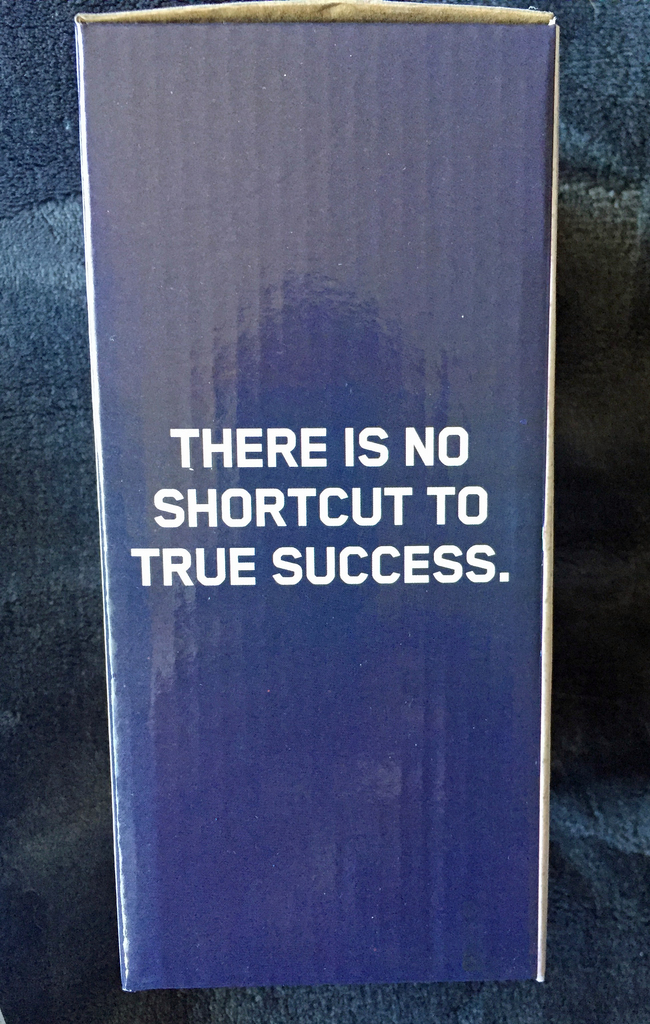 THERE IS NO
SHORTCUT TO
TRUE SUCCESS.